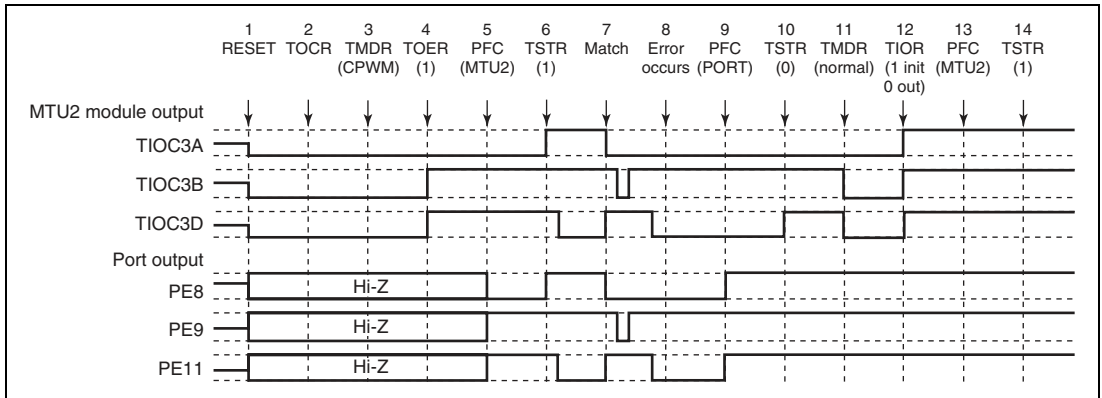 1 2 3 4 5 6 7 8 9 10 11 12 13 14
RESET TOCR TMDR TOER PFC TSTR Match Error PFC TSTR TMDR TIOR PFC TSTR
(CPWM) (1) (MTU2) (1) occurs (PORT) (0) (normal) (1 init (MTU2) (1)
0 out)
MTU2 module output
TIOC3A
TIOC3B
TIOC3D
Port output
PE8 Hi-Z
PE9 Hi-Z
PE11 Hi-Z